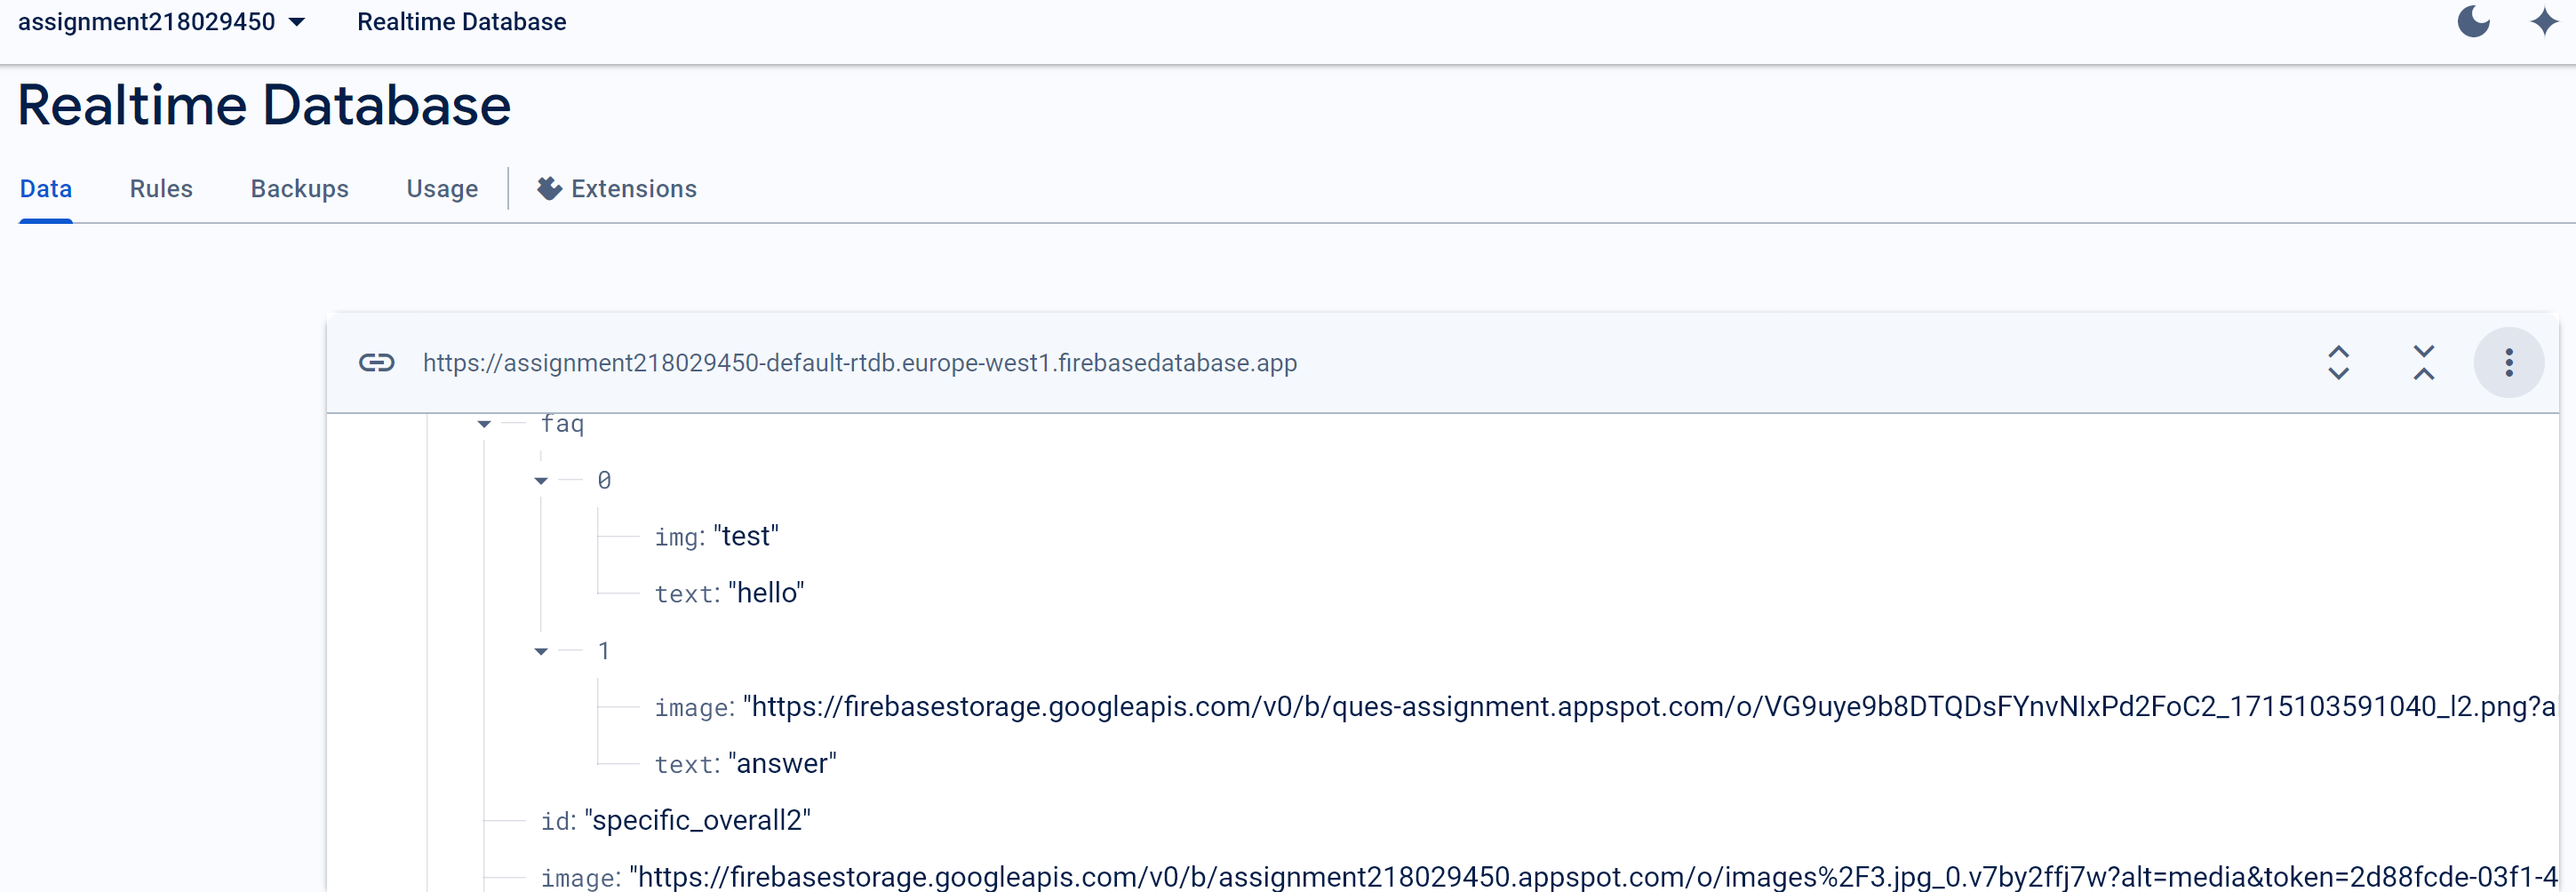 assignment218029450 Realtime Database
Realtime Database
Data Rules Backups Usage Extensions
https://assignment218029450-default-rtdb.europe-west1.firebasedatabase.app
faq
0
img: "test"
text: "hello"
1
image: "https://firebasestorage.googleapis.com/v0/b/ques-assignment.appspot.com/o/VG9uye9b8DTQDsFYnvNIxPd2FoC2_1715103591040_l2.png?a
text: "answer"
id: "specific_overall2"
image: "https://firebasestorage.googleapis.com/v0/b/assignment218029450.appspot.com/o/images%2F3.jpg_0.v7by2ffj7w?alt=media&token=2d88fcde-03f1-4